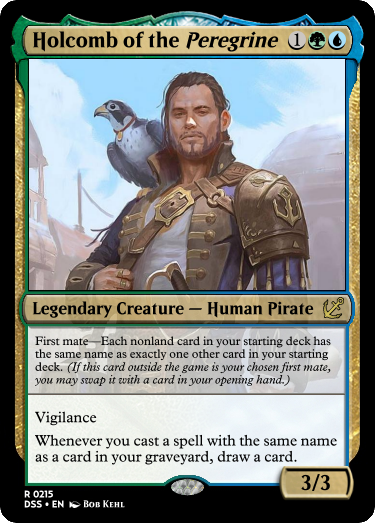 Holcomb of the Peregrine 1
Legendary Creature — Human Pirate
First mate—Each nonland card in your starting deck has
the same name as exactly one other card in your starting
deck. (If this card outside the game is your chosen first mate,
you may swap it with a card in your opening hand.)
Vigilance
Whenever you cast a spell with the same name
as a card in your graveyard, draw a card.
3/3
R 0215
DSS • EN Bob Kehl